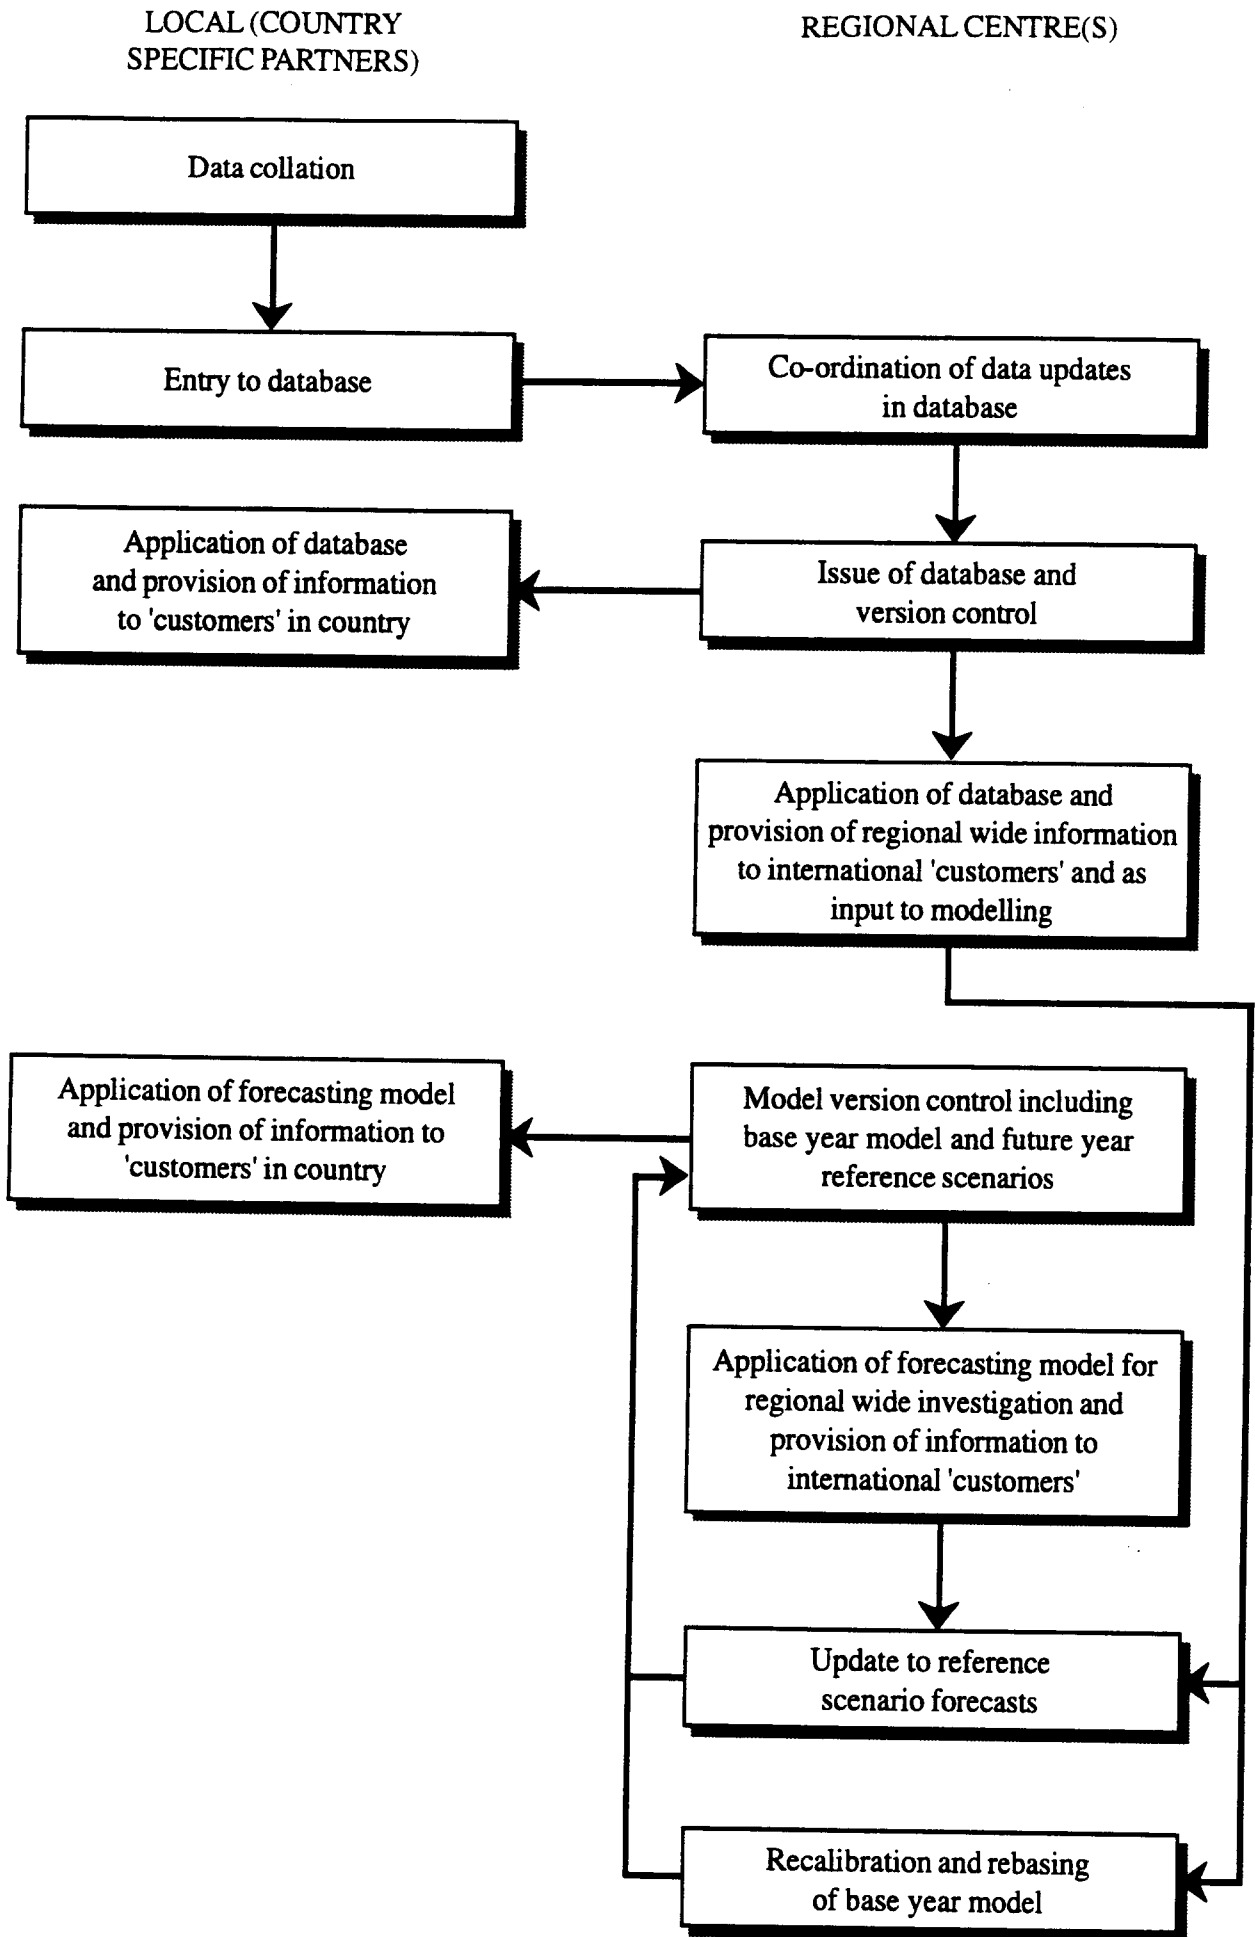 LOCAL (COUNTRY
SPECIFIC PARTNERS)
REGIONAL CENTRE(S)
Data collation
Entry to database
Co-ordination of data updates
in database
Application of database
and provision of information
to 'customers' in country
Issue of database and
version control
Application of database and
provision of regional wide information
to international 'customers' and as
input to modelling
Application of forecasting model
and provision of information to
'customers' in country
Model version control including
base year model and future year
reference scenarios
Application of forecasting model for
regional wide investigation and
provision of information to
international 'customers'
Update to reference
scenario forecasts
Recalibration and rebasing
of base year model